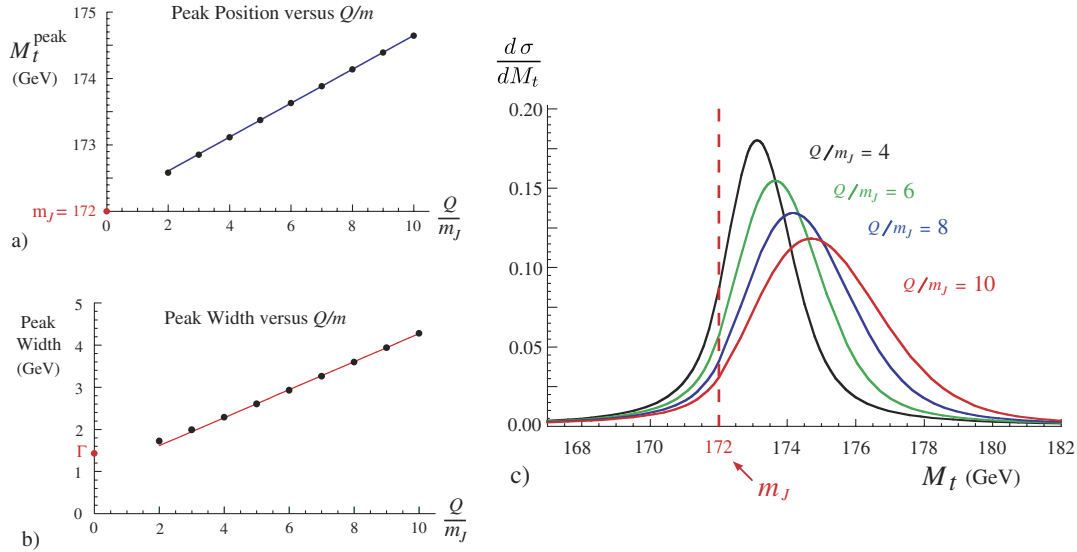 Peak Position versus Q/m
M_t^peak
(GeV)
175
174
173
m_J = 172
0 2 4 6 8 10
Q/m_J
a)
Peak Width versus Q/m
Peak
Width
(GeV)
5
4
3
2
Γ
1
0
0 2 4 6 8 10
Q/m_J
b)
dσ/dM_t
0.20
0.15
0.10
0.05
0.00
Q/m_J = 4
Q/m_J = 6
Q/m_J = 8
Q/m_J = 10
168 170 172 174 176 178 180 182
c)
m_J
M_t (GeV)